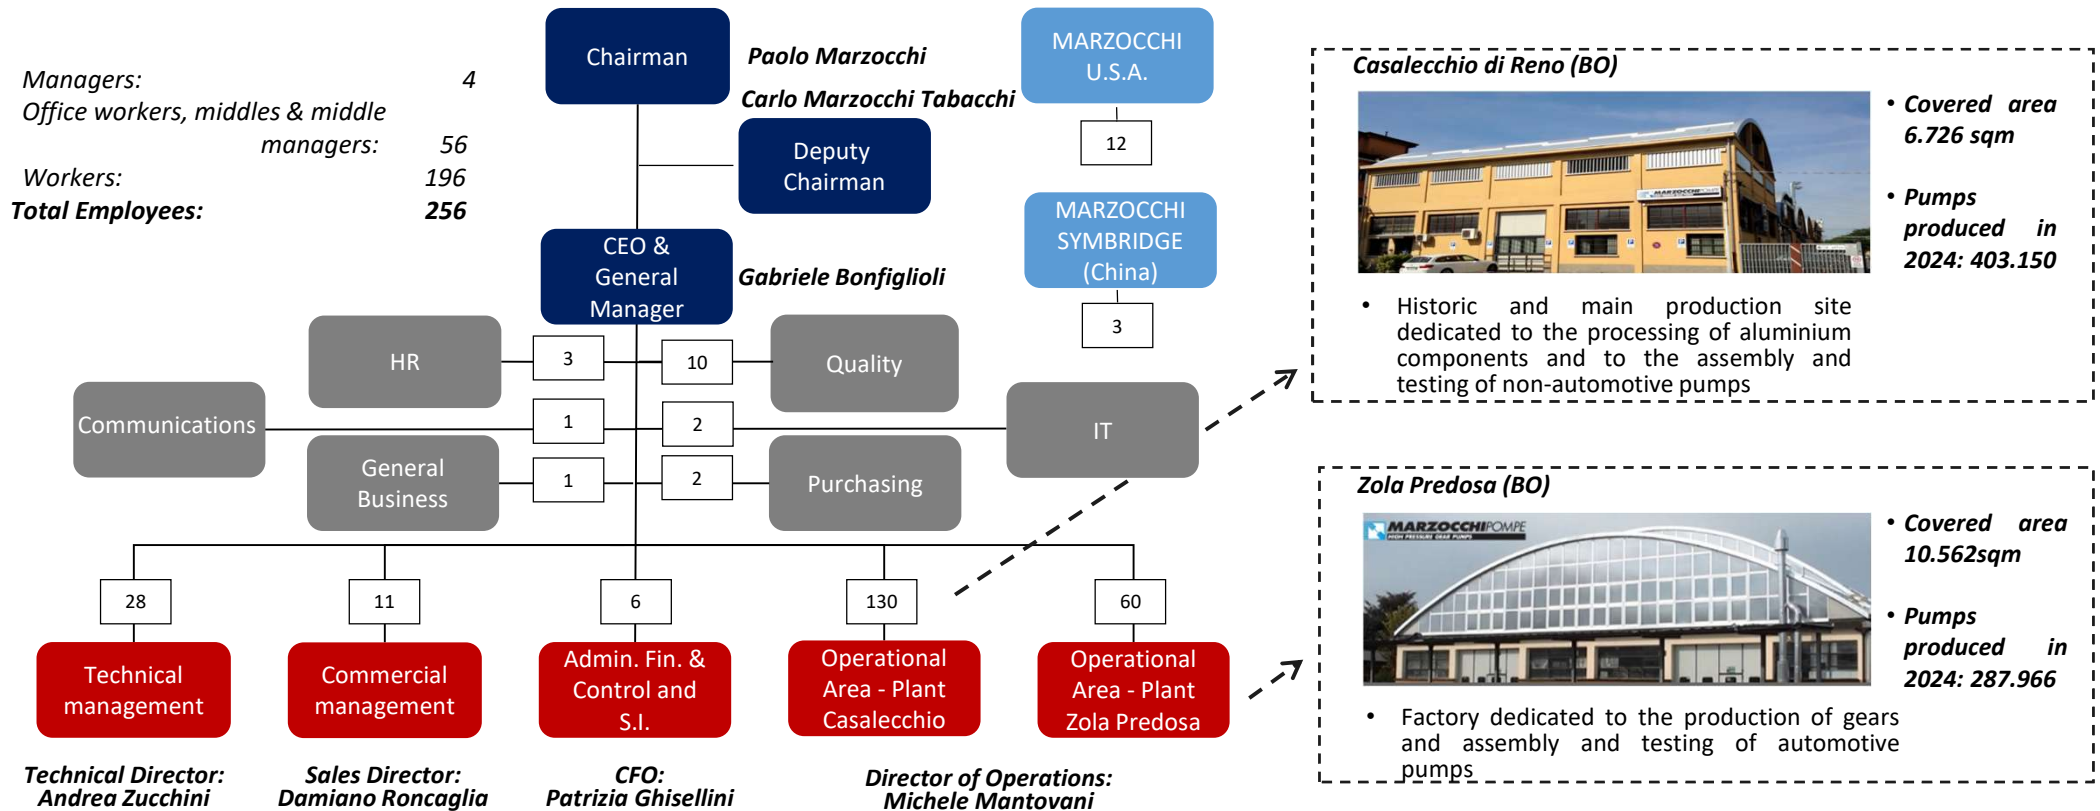 Managers: 4
Office workers, middles & middle
managers: 56
Workers: 196
Total Employees: 256
Chairman
Paolo Marzocchi
Carlo Marzocchi Tabacchi
Deputy
Chairman
CEO &
General
Manager
Gabriele Bonfiglioli
MARZOCCHI
U.S.A.
12
MARZOCCHI
SYMBRIDGE
(China)
3
HR
3
10
Quality
Communications
1
2
IT
General
Business
1
2
Purchasing
28
11
6
130
60
Technical
management
Commercial
management
Admin. Fin. &
Control and
S.I.
Operational
Area - Plant
Casalecchio
Operational
Area - Plant
Zola Predosa
Technical Director:
Andrea Zucchini
Sales Director:
Damiano Roncaglia
CFO:
Patrizia Ghisellini
Director of Operations:
Michele Mantovani
Casalecchio di Reno (BO)
MARZOCCHI POMPE
• Covered area
6.726 sqm
• Pumps
produced in
2024: 403.150
• Historic and main production site
dedicated to the processing of aluminium
components and to the assembly and
testing of non-automotive pumps
Zola Predosa (BO)
MARZOCCHIPOMPE
HIGH PRESSURE GEAR PUMPS
• Covered area
10.562sqm
• Pumps
produced in
2024: 287.966
• Factory dedicated to the production of gears
and assembly and testing of automotive
pumps